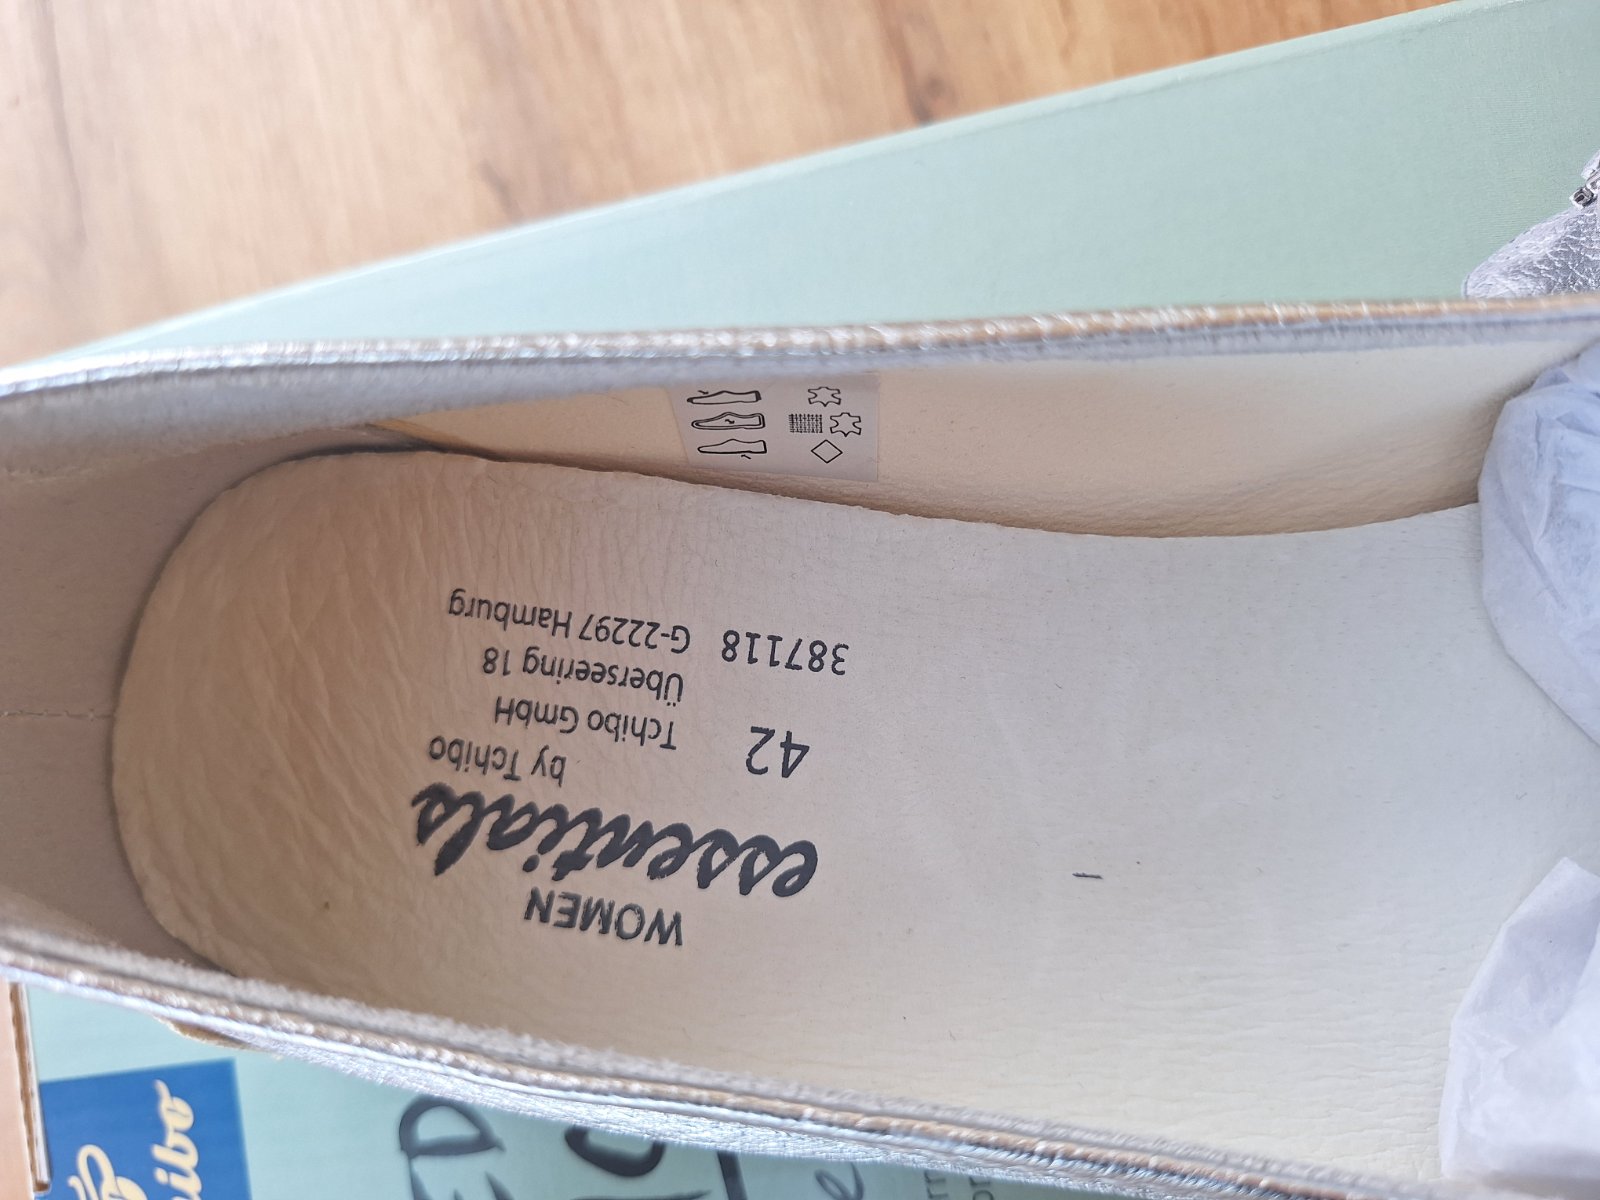 WOMEN
essentials
by Tchibo
Tchibo GmbH
Überseering 18
G-22297 Hamburg
42
387118